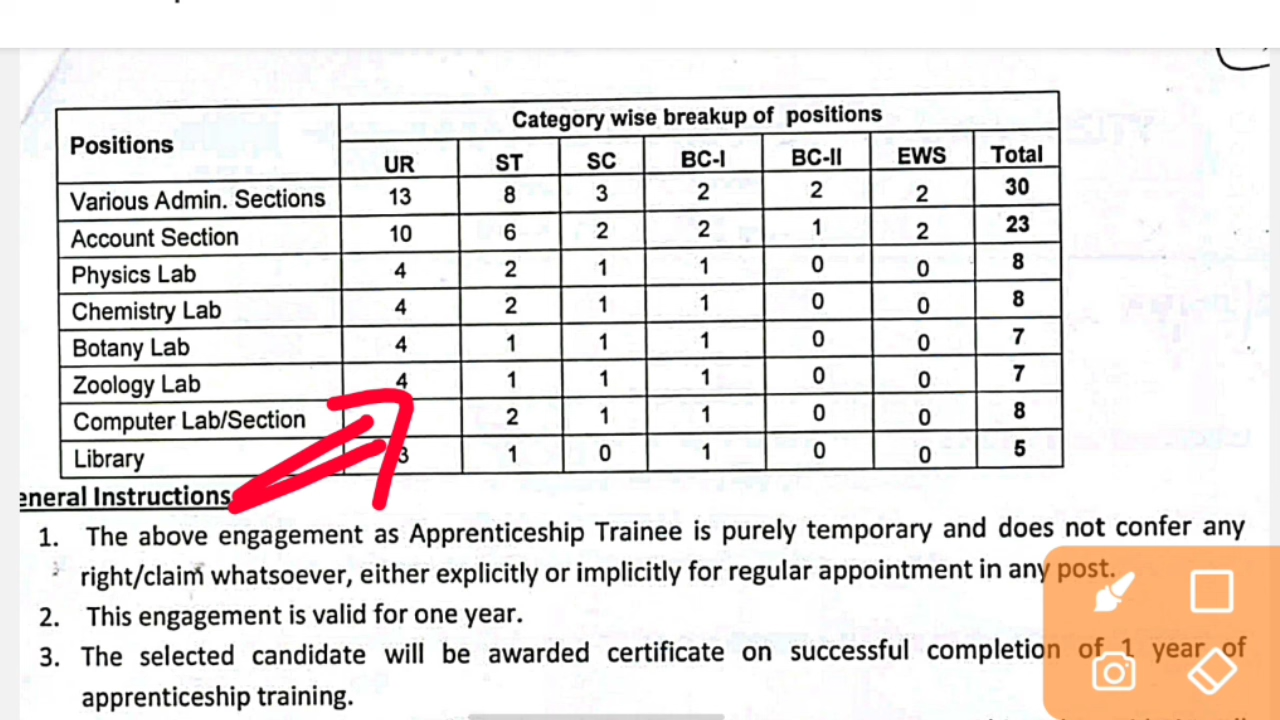 Category wise breakup of positions
Positions UR ST SC BC-I BC-II EWS Total
Various Admin. Sections 13 8 3 2 2 2 30
Account Section 10 6 2 2 1 2 23
Physics Lab 4 2 1 1 0 0 8
Chemistry Lab 4 2 1 1 0 0 8
Botany Lab 4 1 1 1 0 0 7
Zoology Lab 4 1 1 1 0 0 7
Computer Lab/Section 2 1 1 0 0 8
Library 3 1 0 1 0 0 5
eneral Instructions
1. The above engagement as Apprenticeship Trainee is purely temporary and does not confer any
right/claim whatsoever, either explicitly or implicitly for regular appointment in any post.
2. This engagement is valid for one year.
3. The selected candidate will be awarded certificate on successful completion of 1 year of
apprenticeship training.